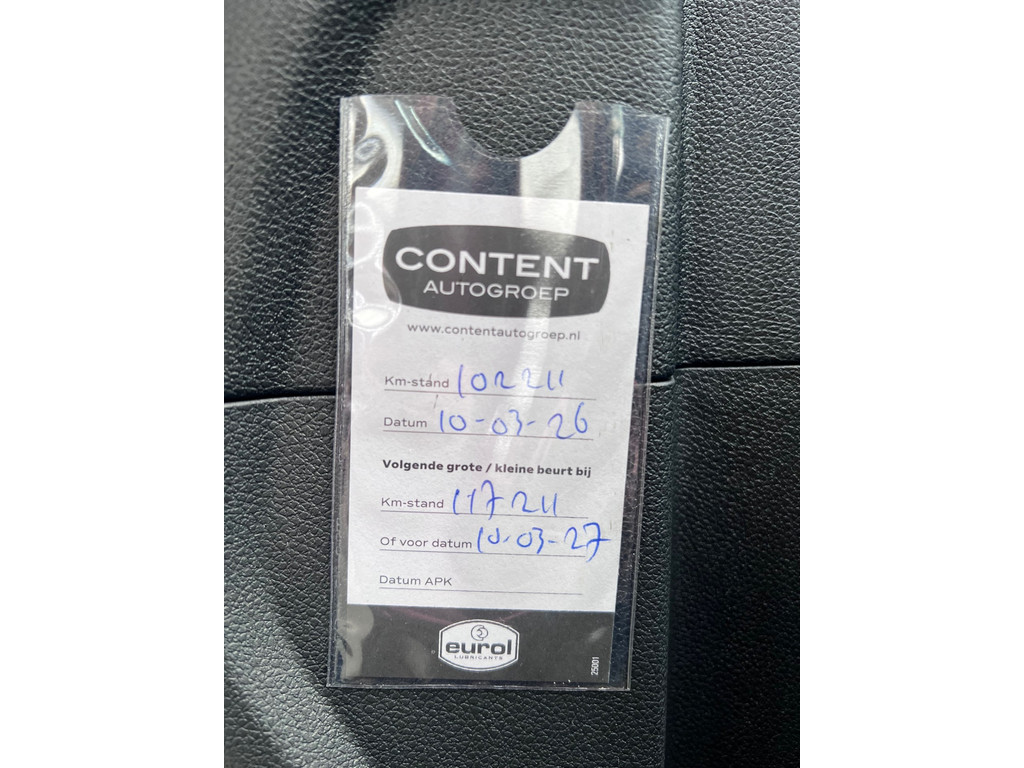 CONTENT
AUTOGROEP
www.contentautogroep.nl
Km-stand 102211
Datum 10-03-26
Volgende grote / kleine beurt bij
Km-stand 117211
Of voor datum 10-03-27
Datum APK
eurol
LUBRICANTS
25001